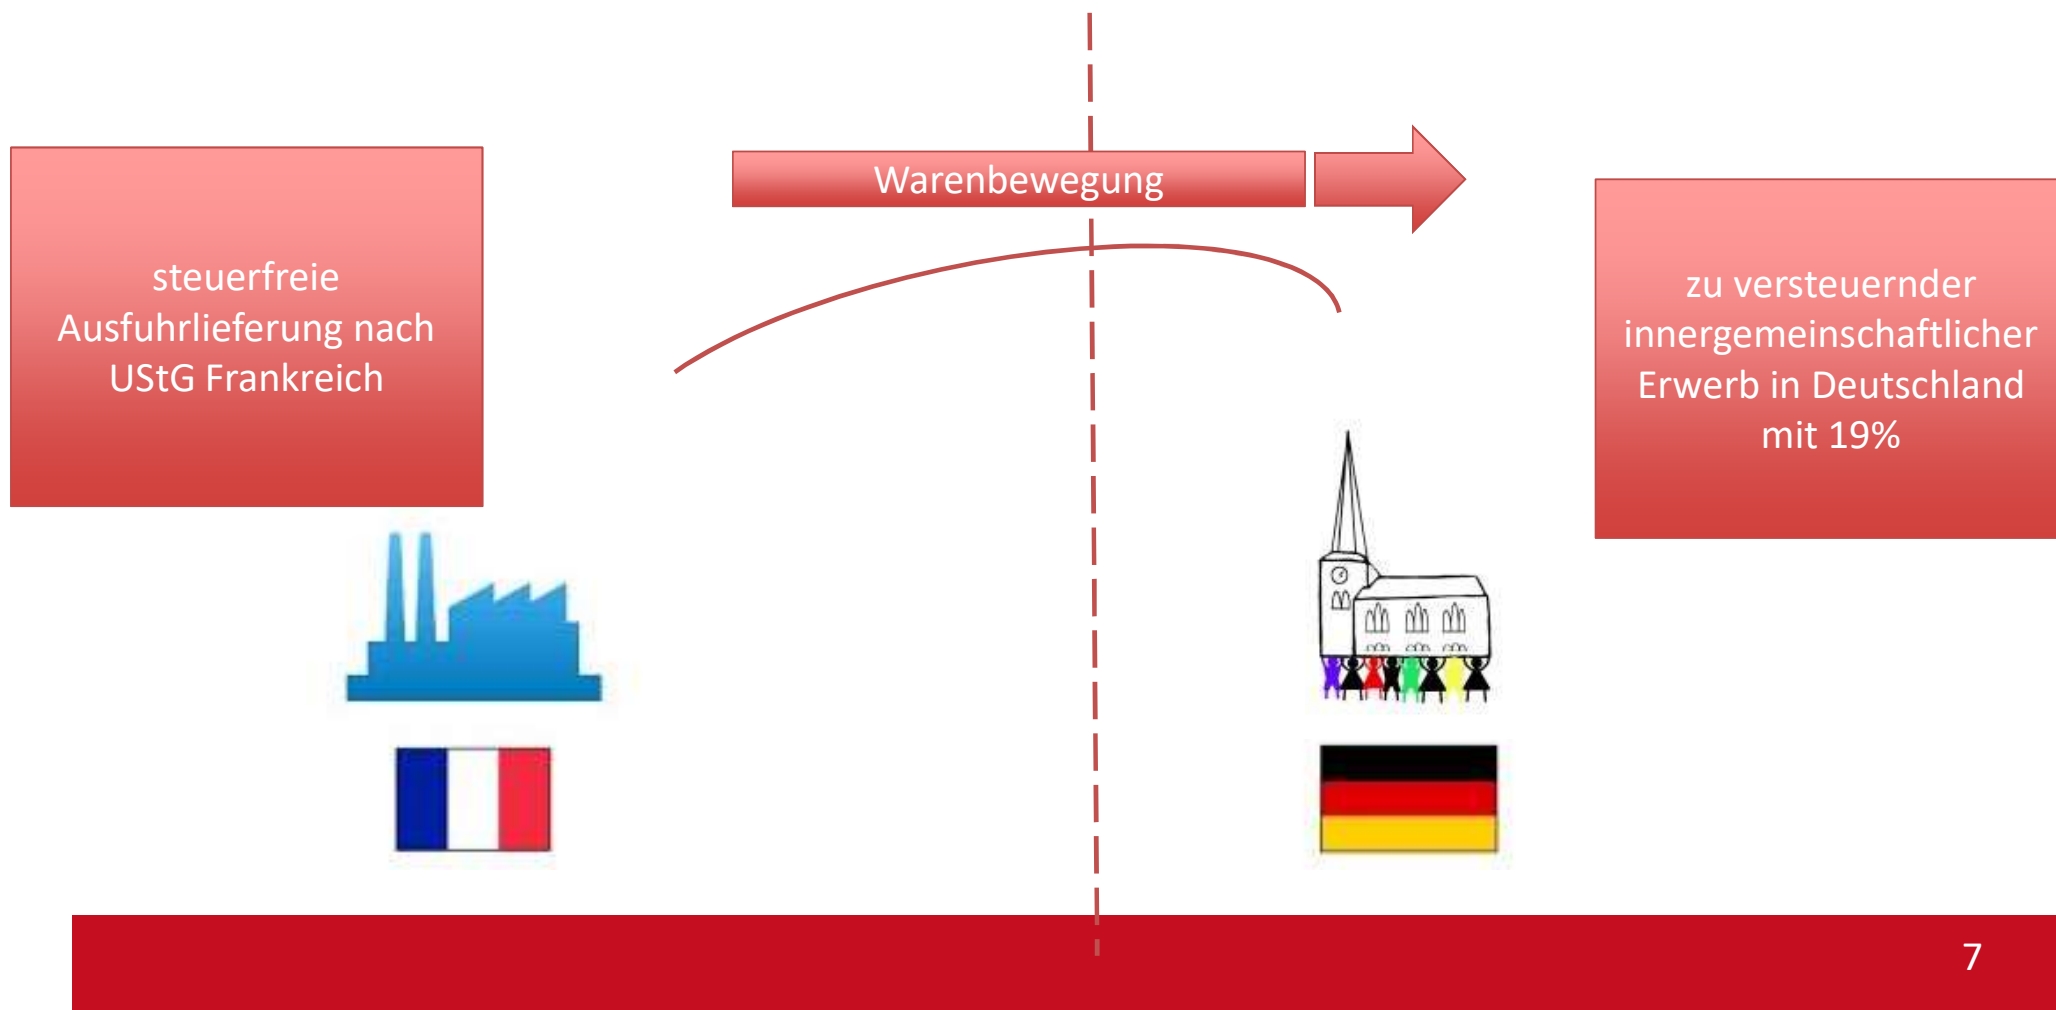 Warenbewegung
steuerfreie
Ausfuhrlieferung nach
UStG Frankreich
zu versteuernder
innergemeinschaftlicher
Erwerb in Deutschland
mit 19%
7